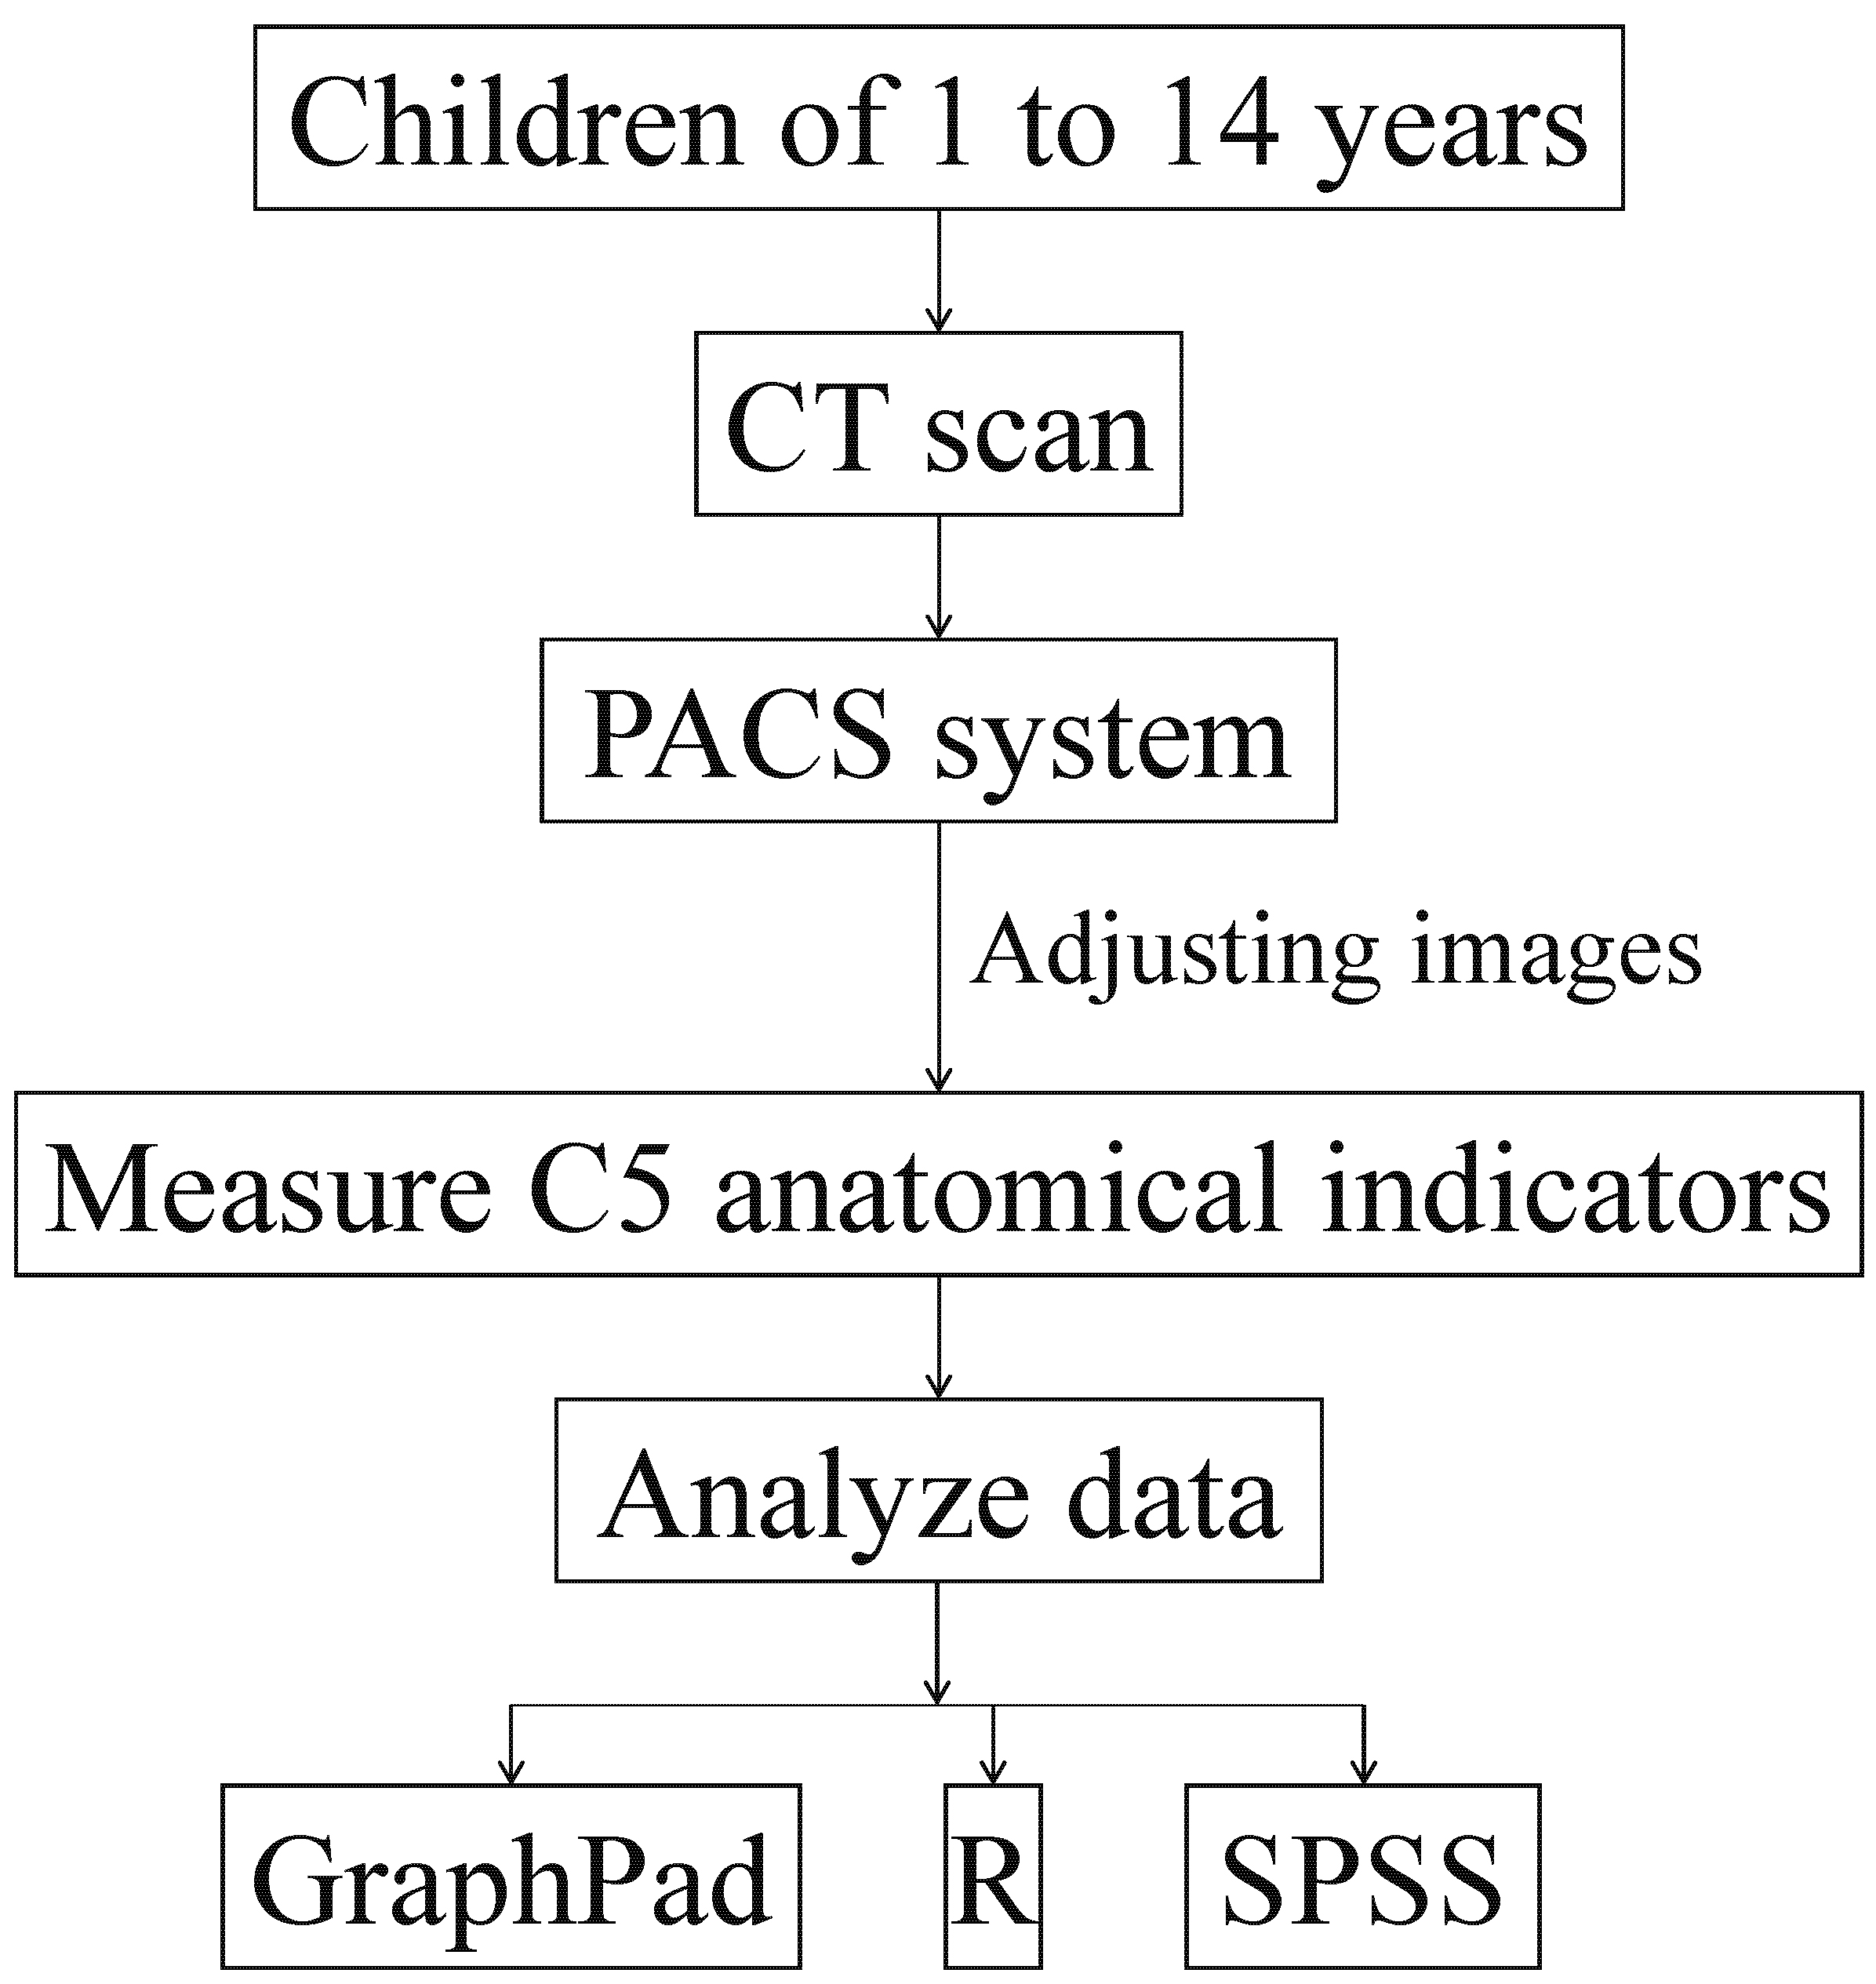 Children of 1 to 14 years
CT scan
PACS system
Adjusting images
Measure C5 anatomical indicators
Analyze data
GraphPad
R
SPSS